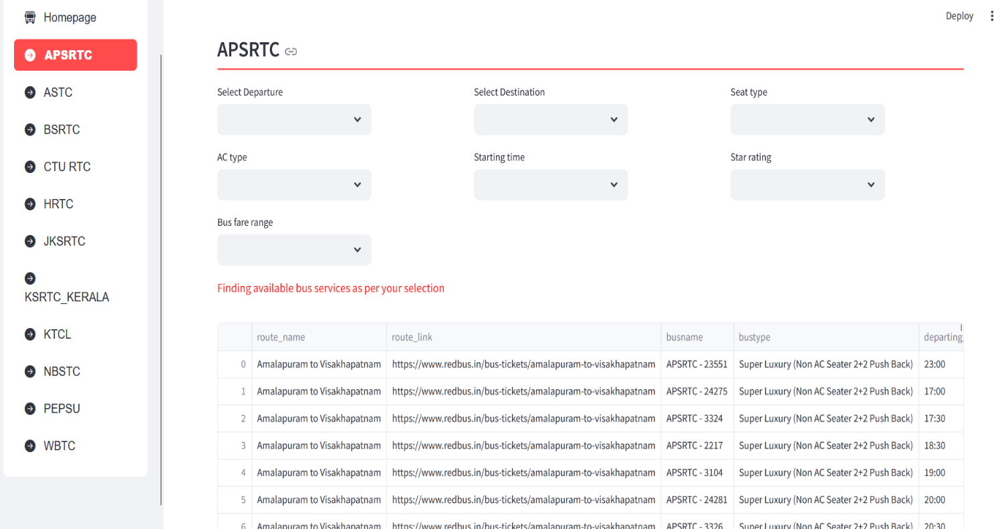 Homepage
APSRTC
ASTC
BSRTC
CTU RTC
HRTC
JKSRTC
KSRTC_KERALA
KTCL
NBSTC
PEPSU
WBTC
Deploy
APSRTC
Select Departure
Select Destination
Seat type
AC type
Starting time
Star rating
Bus fare range
Finding available bus services as per your selection
route_name route_link busname bustype departing_
0 Amalapuram to Visakhapatnam https://www.redbus.in/bus-tickets/amalapuram-to-visakhapatnam APSRTC - 23551 Super Luxury (Non AC Seater 2+2 Push Back) 23:00
1 Amalapuram to Visakhapatnam https://www.redbus.in/bus-tickets/amalapuram-to-visakhapatnam APSRTC - 24275 Super Luxury (Non AC Seater 2+2 Push Back) 17:00
2 Amalapuram to Visakhapatnam https://www.redbus.in/bus-tickets/amalapuram-to-visakhapatnam APSRTC - 3324 Super Luxury (Non AC Seater 2+2 Push Back) 17:30
3 Amalapuram to Visakhapatnam https://www.redbus.in/bus-tickets/amalapuram-to-visakhapatnam APSRTC - 2217 Super Luxury (Non AC Seater 2+2 Push Back) 18:30
4 Amalapuram to Visakhapatnam https://www.redbus.in/bus-tickets/amalapuram-to-visakhapatnam APSRTC - 3104 Super Luxury (Non AC Seater 2+2 Push Back) 19:00
5 Amalapuram to Visakhapatnam https://www.redbus.in/bus-tickets/amalapuram-to-visakhapatnam APSRTC - 24281 Super Luxury (Non AC Seater 2+2 Push Back) 20:00
6 Amalapuram to Visakhapatnam https://www.redbus.in/bus-tickets/amalapuram-to-visakhapatnam APSRTC - 3326 Super Luxury (Non AC Seater 2+2 Push Back) 20:30